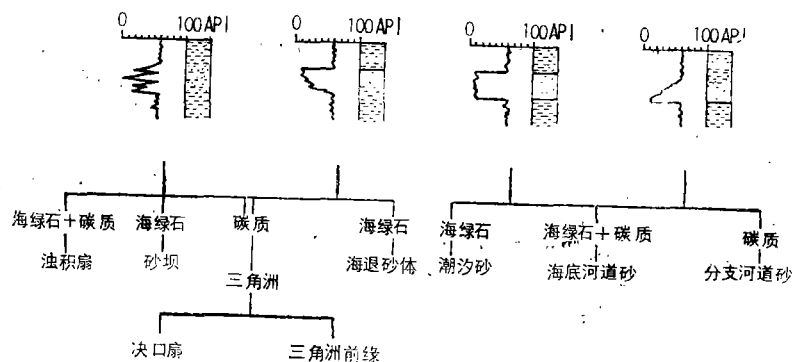 0 100API 0 100API 0 100API 0 100API
海绿石+碳质 海绿石 碳质 海绿石 海绿石 海绿石+碳质 碳质
浊积扇 砂坝 海退砂体 潮汐砂 海底河道砂 分支河道砂
三角洲
决口扇 三角洲前缘